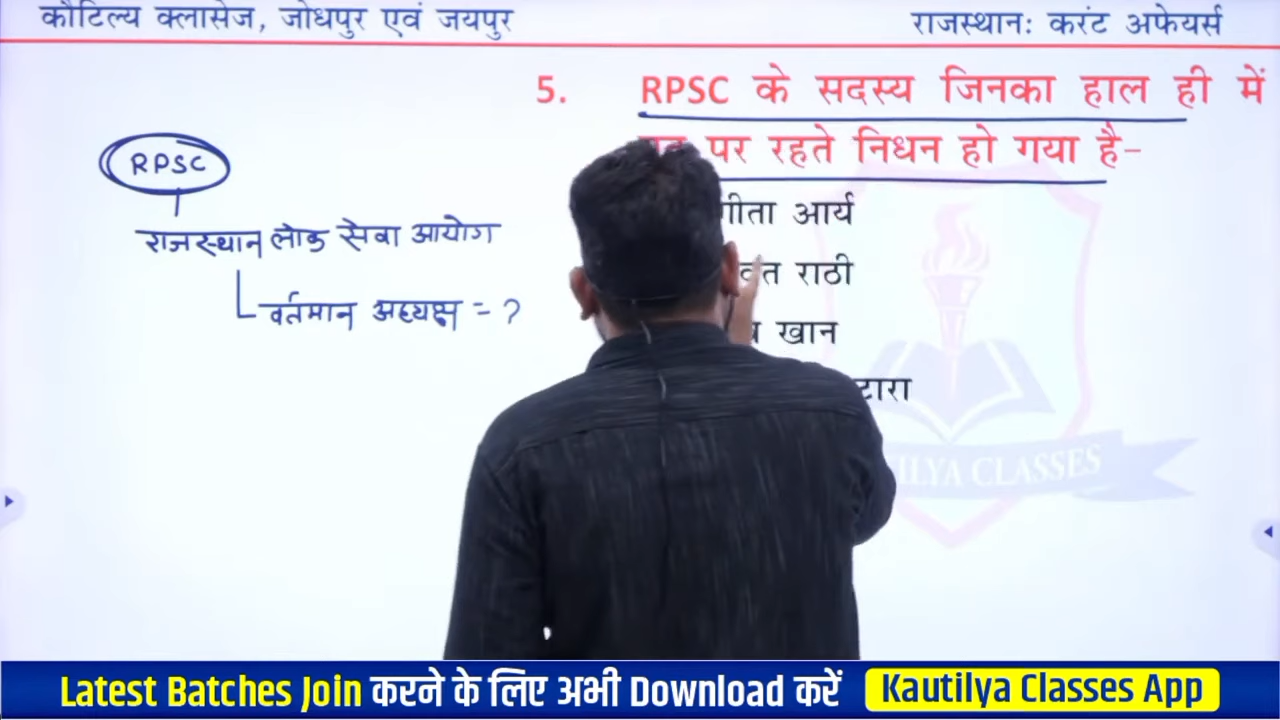 कौटिल्य क्लासेज, जोधपुर एवं जयपुर
राजस्थानः करंट अफेयर्स
5. RPSC के सदस्य जिनका हाल ही में
पर रहते निधन हो गया है-
आर्य
राठी
खान
RPSC
राजस्थान लोक सेवा आयोग
वर्तमान अध्यक्ष = ?
CLASSES
Latest Batches Join करने के लिए अभी Download करें
Kautilya Classes App